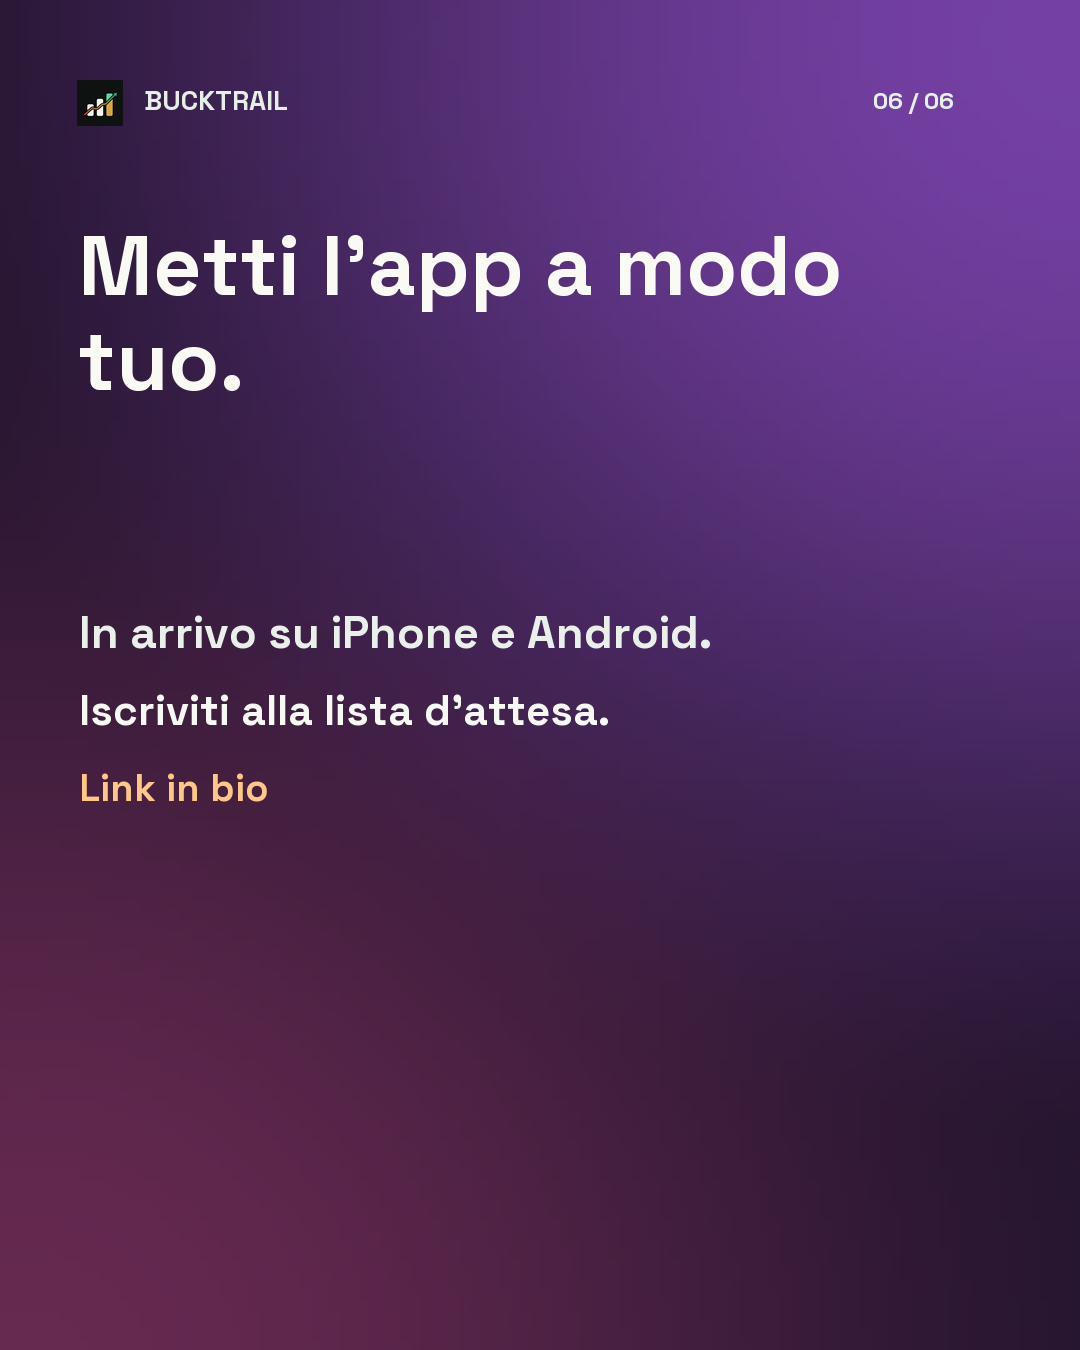 BUCKTRAIL
06 / 06
Metti l’app a modo
tuo.
In arrivo su iPhone e Android.
Iscriviti alla lista d’attesa.
Link in bio